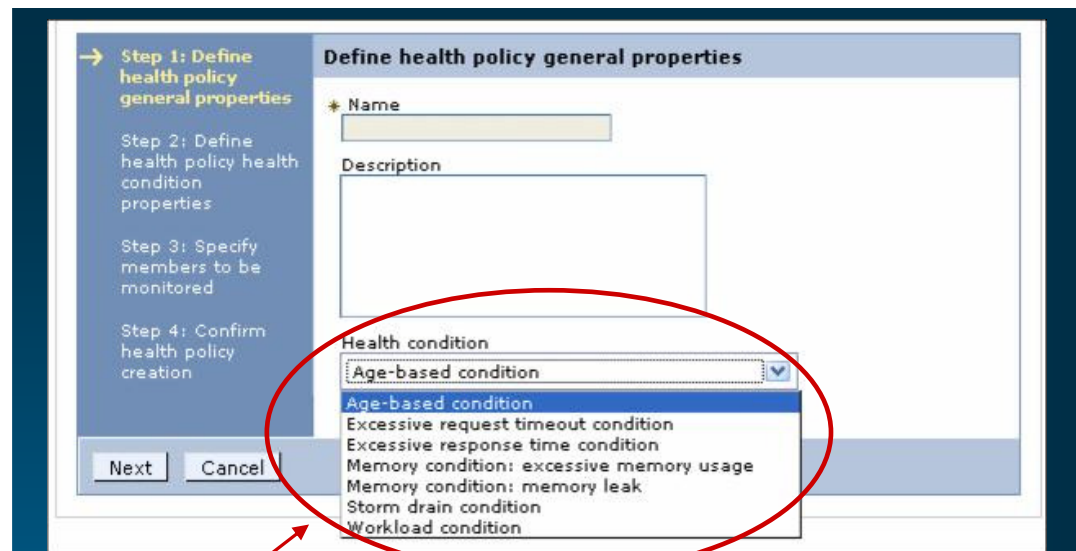 Step 1: Define
health policy
general properties
Step 2: Define
health policy health
condition
properties
Step 3: Specify
members to be
monitored
Step 4: Confirm
health policy
creation
Define health policy general properties
* Name
Description
Health condition
Age-based condition
Age-based condition
Excessive request timeout condition
Excessive response time condition
Memory condition: excessive memory usage
Memory condition: memory leak
Storm drain condition
Workload condition
Next
Cancel